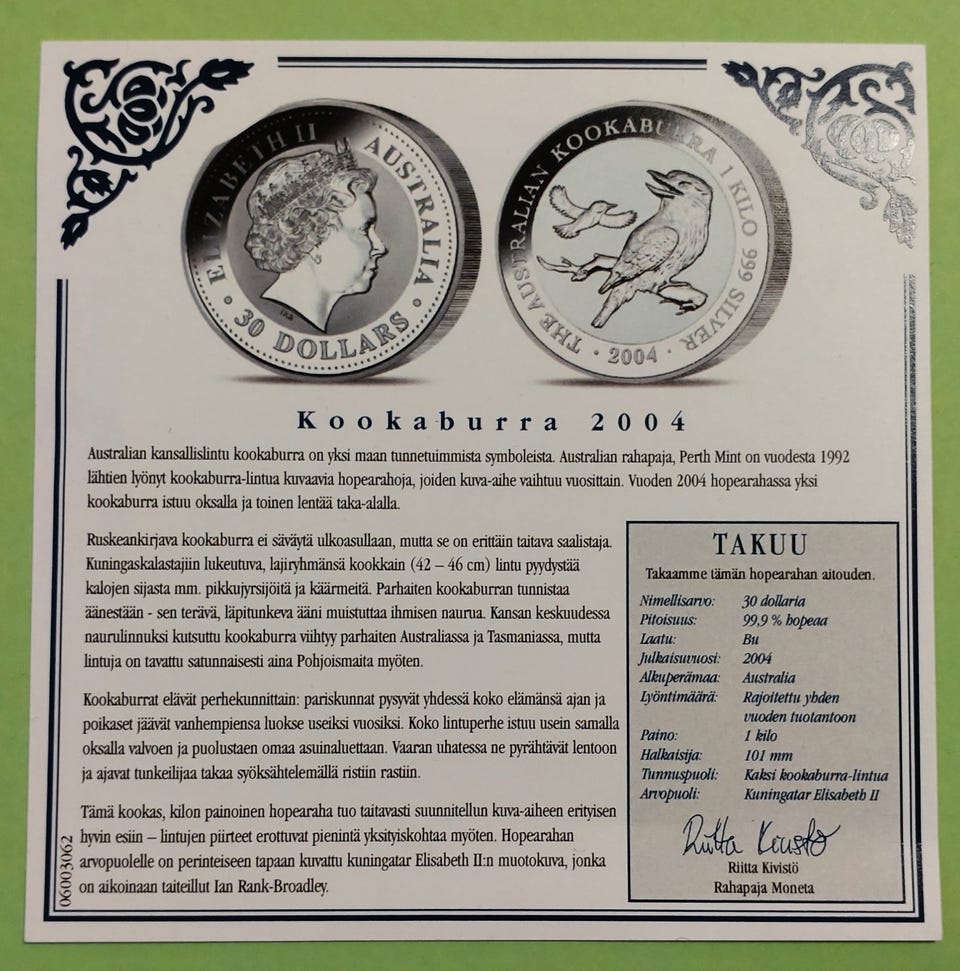 ELIZABETH II AUSTRALIA
30 DOLLARS
IRB
THE AUSTRALIAN KOOKABURRA 1 KILO 999 SILVER
2004
Kookaburra 2004
Australian kansallislintu kookaburra on yksi maan tunnetuimmista symboleista. Australian rahapaja, Perth Mint on vuodesta 1992
lähtien lyönyt kookaburra-lintua kuvaavia hopearahoja, joiden kuva-aihe vaihtuu vuosittain. Vuoden 2004 hopearahassa yksi
kookaburra istuu oksalla ja toinen lentää taka-alalla.
Ruskeankirjava kookaburra ei säväytä ulkoasullaan, mutta se on erittäin taitava saalistaja.
Kuningaskalastajiin lukeutuva, lajiryhmänsä kookkain (42 – 46 cm) lintu pyydystää
kalojen sijasta mm. pikkujyrsijöitä ja käärmeitä. Parhaiten kookaburran tunnistaa
äänestään - sen terävä, läpitunkeva ääni muistuttaa ihmisen naurua. Kansan keskuudessa
naurulinnuksi kutsuttu kookaburra viihtyy parhaiten Australiassa ja Tasmaniassa, mutta
lintuja on tavattu satunnaisesti aina Pohjoismaita myöten.
Kookaburrat elävät perhekunnittain: pariskunnat pysyvät yhdessä koko elämänsä ajan ja
poikaset jäävät vanhempiensa luokse useiksi vuosiksi. Koko lintuperhe istuu usein samalla
oksalla valvoen ja puolustaen omaa asuinaluettaan. Vaaran uhatessa ne pyrähtävät lentoon
ja ajavat tunkeilijaa takaa syöksähtelemällä ristiin rastiin.
Tämä kookas, kilon painoinen hopearaha tuo taitavasti suunnitellun kuva-aiheen erityisen
hyvin esiin – lintujen piirteet erottuvat pienintä yksityiskohtaa myöten. Hopearahan
arvopuolelle on perinteiseen tapaan kuvattu kuningatar Elisabeth II:n muotokuva, jonka
on aikoinaan taiteillut Ian Rank-Broadley.
06003062
TAKUU
Takaamme tämän hopearahan aitouden.
Nimellisarvo: 30 dollaria
Pitoisuus: 99,9 % hopeaa
Laatu: Bu
Julkaisuvuosi: 2004
Alkuperämaa: Australia
Lyöntimäärä: Rajoitettu yhden
vuoden tuotantoon
Paino: 1 kilo
Halkaisija: 101 mm
Tunnuspuoli: Kaksi kookaburra-lintua
Arvopuoli: Kuningatar Elisabeth II
Riitta Kivistö
Riitta Kivistö
Rahapaja Moneta